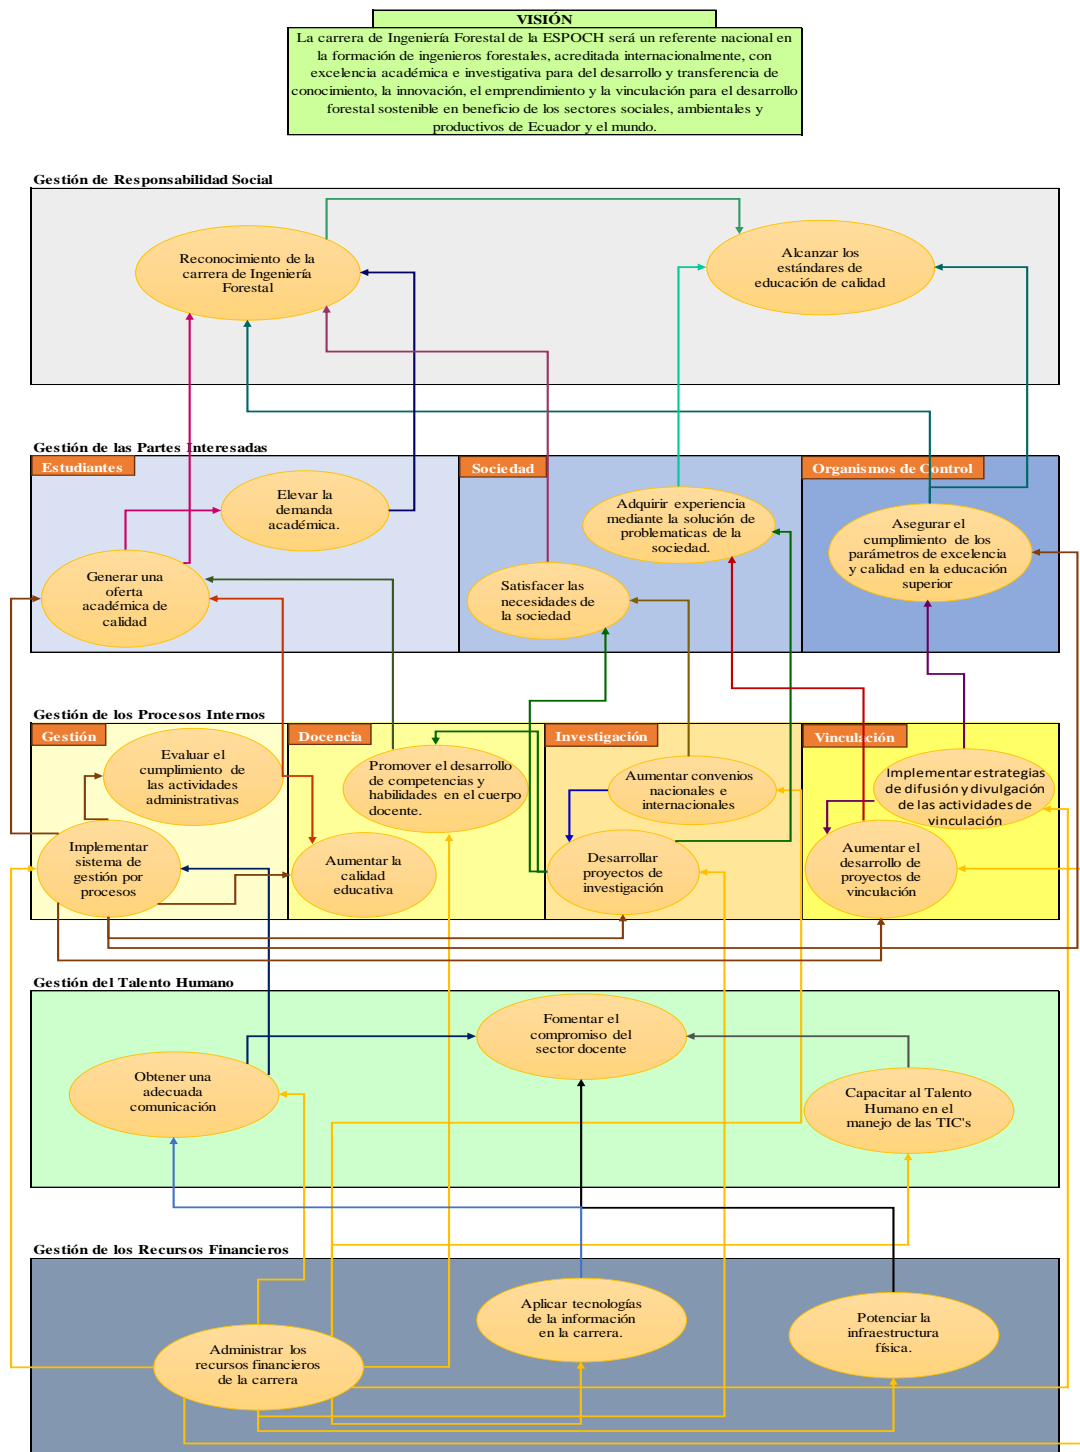 VISIÓN
La carrera de Ingeniería Forestal de la ESPOCH será un referente nacional en
la formación de ingenieros forestales, acreditada internacionalmente, con
excelencia académica e investigativa para del desarrollo y transferencia de
conocimiento, la innovación, el emprendimiento y la vinculación para el desarrollo
forestal sostenible en beneficio de los sectores sociales, ambientales y
productivos de Ecuador y el mundo.
Gestión de Responsabilidad Social
Reconocimiento de la
carrera de Ingeniería
Forestal
Alcanzar los
estándares de
educación de calidad
Gestión de las Partes Interesadas
Estudiantes
Sociedad
Organismos de Control
Elevar la
demanda
académica.
Adquirir experiencia
mediante la solución de
problematicas de la
sociedad.
Asegurar el
cumplimiento de los
parámetros de excelencia
y calidad en la educación
superior
Generar una
oferta
académica de
calidad
Satisfacer las
necesidades de
la sociedad
Gestión de los Procesos Internos
Gestión
Docencia
Investigación
Vinculación
Evaluar el
cumplimiento de
las actividades
administrativas
Promover el desarrollo
de competencias y
habilidades en el cuerpo
docente.
Aumentar convenios
nacionales e
internacionales
Implementar estrategias
de difusión y divulgación
de las actividades de
vinculación
Implementar
sistema de
gestión por
procesos
Aumentar la
calidad
educativa
Desarrollar
proyectos de
investigación
Aumentar el
desarrollo de
proyectos de
vinculación
Gestión del Talento Humano
Fomentar el
compromiso del
sector docente
Obtener una
adecuada
comunicación
Capacitar al Talento
Humano en el
manejo de las TIC's
Gestión de los Recursos Financieros
Aplicar tecnologías
de la información
en la carrera.
Potenciar la
infraestructura
física.
Administrar los
recursos financieros
de la carrera